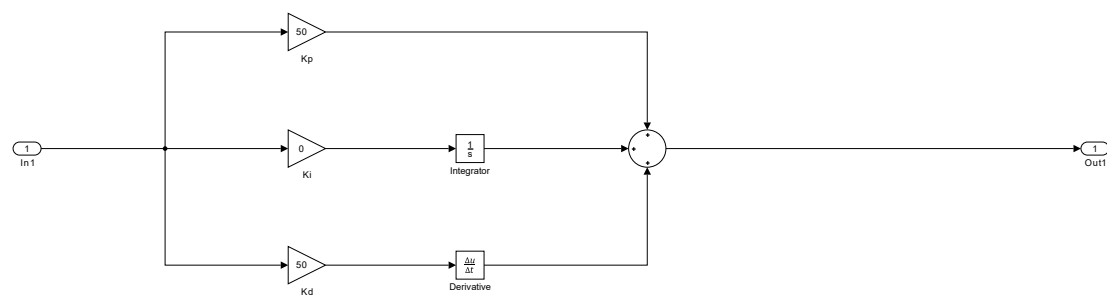 50
Kp
1
In1
0
Ki
1
s
Integrator
+
+
+
1
Out1
50
Kd
Δu
Δt
Derivative